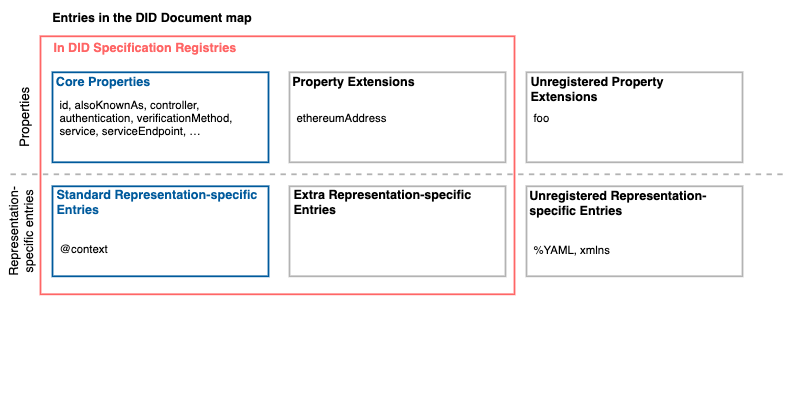 Entries in the DID Document map
In DID Specification Registries
Properties
Core Properties
id, alsoKnownAs, controller,
authentication, verificationMethod,
service, serviceEndpoint, …
Property Extensions
ethereumAddress
Unregistered Property
Extensions
foo
Representation-
specific entries
Standard Representation-specific
Entries
@context
Extra Representation-specific
Entries
Unregistered Representation-
specific Entries
%YAML, xmlns